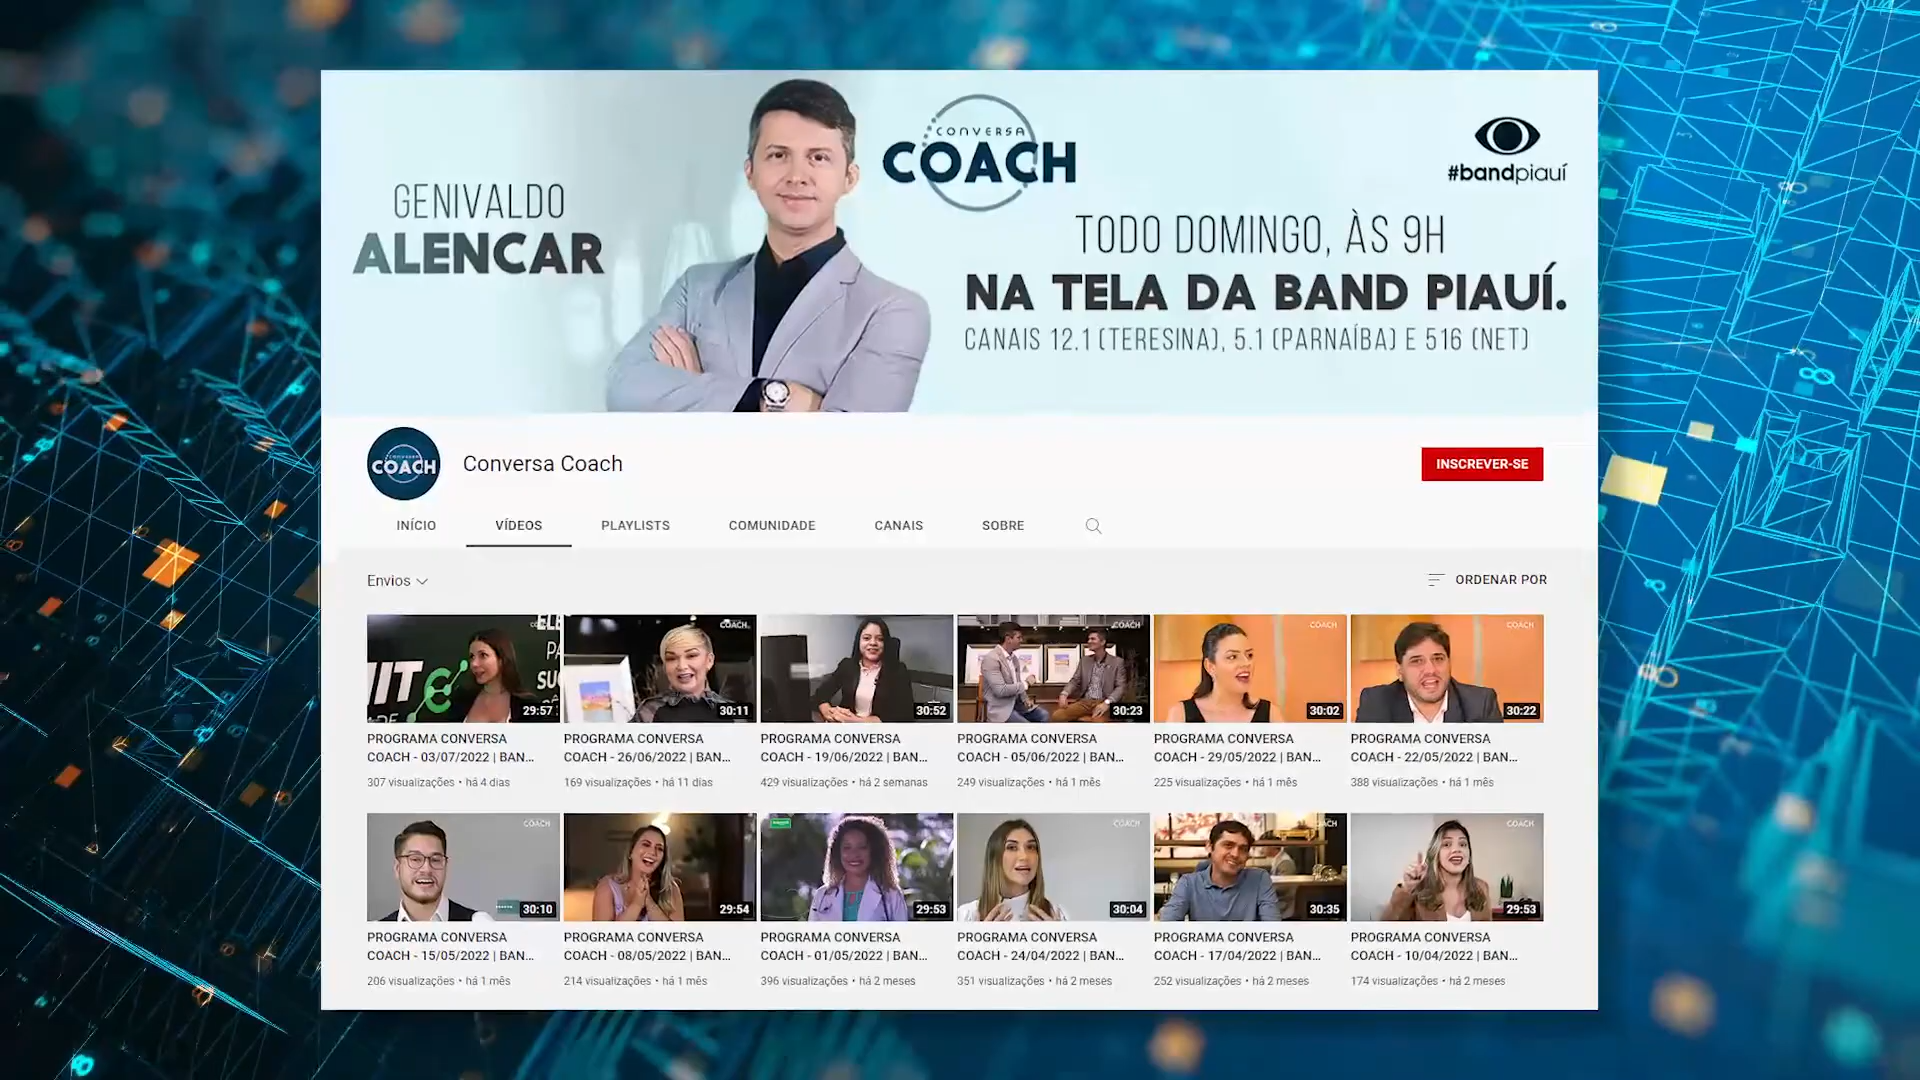 GENIVALDO
ALENCAR
CONVERSA
COACH
#bandpiauí
TODO DOMINGO, ÀS 9H
NA TELA DA BAND PIAUÍ.
CANAIS 12.1 (TERESINA), 5.1 (PARNAÍBA) E 516 (NET)
COACH
Conversa Coach
INSCREVER-SE
INÍCIO VÍDEOS PLAYLISTS COMUNIDADE CANAIS SOBRE
Envios
ORDENAR POR
29:57 30:11 30:52 30:23 30:02 30:22
PROGRAMA CONVERSA
COACH - 03/07/2022 | BAN...
307 visualizações • há 4 dias
PROGRAMA CONVERSA
COACH - 26/06/2022 | BAN...
169 visualizações • há 11 dias
PROGRAMA CONVERSA
COACH - 19/06/2022 | BAN...
429 visualizações • há 2 semanas
PROGRAMA CONVERSA
COACH - 05/06/2022 | BAN...
249 visualizações • há 1 mês
PROGRAMA CONVERSA
COACH - 29/05/2022 | BAN...
225 visualizações • há 1 mês
PROGRAMA CONVERSA
COACH - 22/05/2022 | BAN...
388 visualizações • há 1 mês
30:10 29:54 29:53 30:04 30:35 29:53
PROGRAMA CONVERSA
COACH - 15/05/2022 | BAN...
206 visualizações • há 1 mês
PROGRAMA CONVERSA
COACH - 08/05/2022 | BAN...
214 visualizações • há 1 mês
PROGRAMA CONVERSA
COACH - 01/05/2022 | BAN...
396 visualizações • há 2 meses
PROGRAMA CONVERSA
COACH - 24/04/2022 | BAN...
351 visualizações • há 2 meses
PROGRAMA CONVERSA
COACH - 17/04/2022 | BAN...
252 visualizações • há 2 meses
PROGRAMA CONVERSA
COACH - 10/04/2022 | BAN...
174 visualizações • há 2 meses